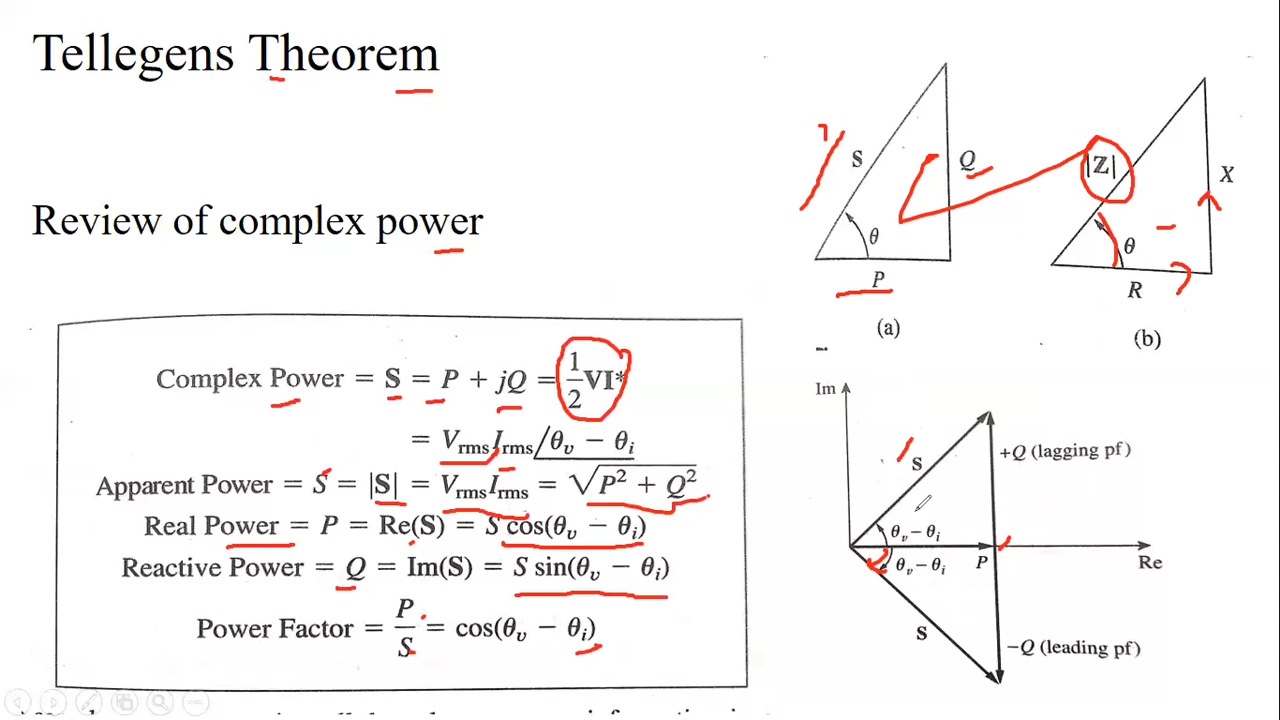 Tellegens Theorem
Review of complex power
Complex Power = S = P + jQ = 1/2 VI*
= V_rms I_rms /θ_v − θ_i
Apparent Power = S = |S| = V_rms I_rms = √P² + Q²
Real Power = P = Re(S) = S cos(θ_v − θ_i)
Reactive Power = Q = Im(S) = S sin(θ_v − θ_i)
Power Factor = P/S = cos(θ_v − θ_i)
S
Q
θ
P
(a)
|Z|
X
θ
R
(b)
Im
S
+Q (lagging pf)
θ_v − θ_i
P
Re
θ_v − θ_i
S
−Q (leading pf)